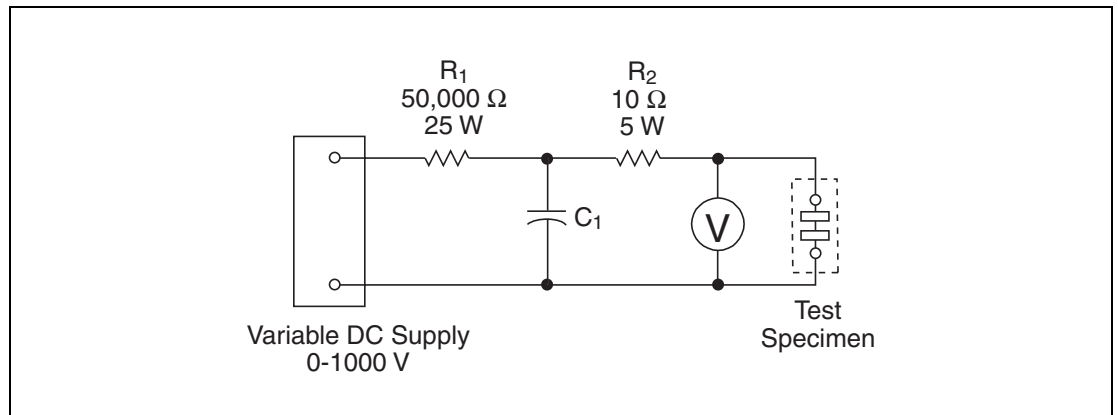 R₁
50,000 Ω
25 W
R₂
10 Ω
5 W
C₁
V
Test
Specimen
Variable DC Supply
0-1000 V